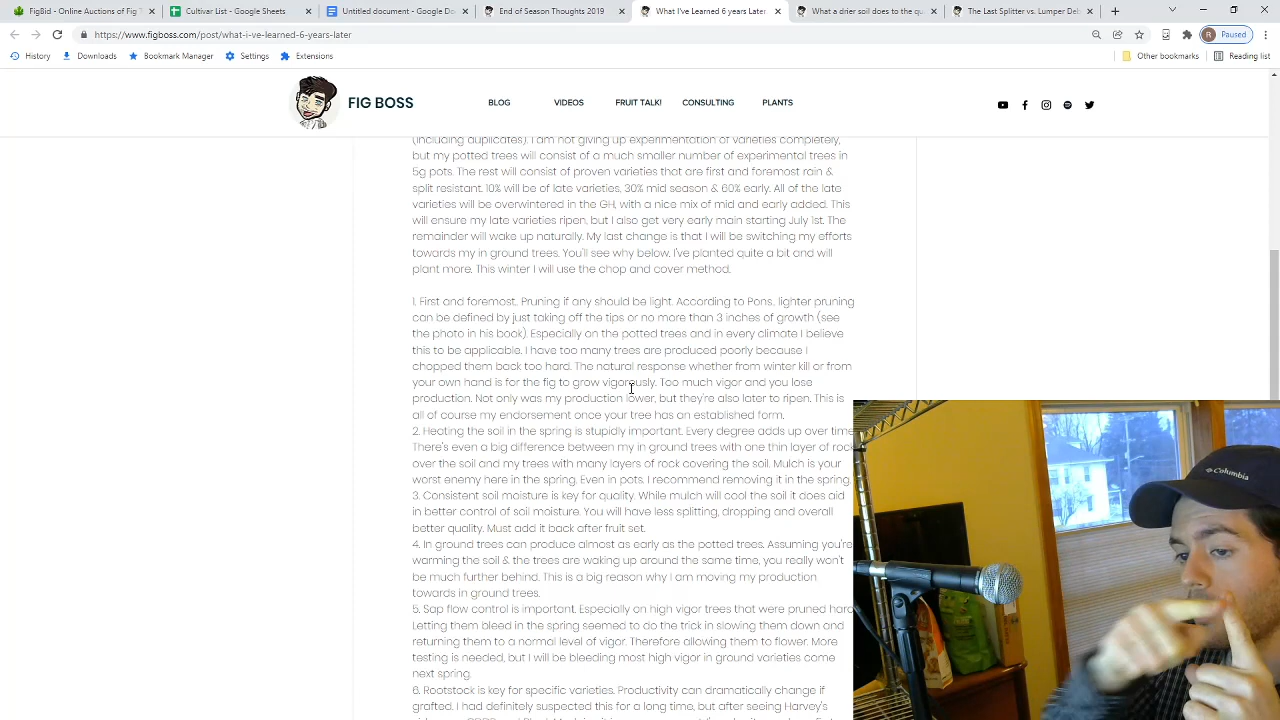 FigBid - Online Auctions of Fig T
Cultivar List - Google Sheets
Untitled document - Google Do
End of Season Thoughts 2019
What I've Learned 6 years Later
What a drier soil does to the qu
The Last Splitter vs. Lumper Deb
https://www.figboss.com/post/what-i-ve-learned-6-years-later
R Paused
History
Downloads
Bookmark Manager
Settings
Extensions
Other bookmarks
Reading list
FIG BOSS
BLOG
VIDEOS
FRUIT TALK!
CONSULTING
PLANTS
(including duplicates). I am not giving up experimentation of varieties completely,
but my potted trees will consist of a much smaller number of experimental trees in
5g pots. The rest will consist of proven varieties that are first and foremost rain &
split resistant. 10% will be of late varieties, 30% mid season & 60% early. All of the late
varieties will be overwintered in the GH, with a nice mix of mid and early added. This
will ensure my late varieties ripen, but I also get very early main starting July 1st. The
remainder will wake up naturally. My last change is that I will be switching my efforts
towards my in ground trees. You'll see why below. I've planted quite a bit and will
plant more. This winter I will use the chop and cover method.
1. First and foremost.. Pruning if any should be light. According to Pons, lighter pruning
can be defined by just taking off the tips or no more than 3 inches of growth (see
the photo in his book). Especially on the potted trees and in every climate I believe
this to be applicable. I have too many trees are produced poorly because I
chopped them back too hard. The natural response whether from winter kill or from
your own hand is for the fig to grow vigorously. Too much vigor and you lose
production. Not only was my production lower, but they're also later to ripen. This is
all of course my endorsement once your tree has an established form.
2. Heating the soil in the spring is stupidly important. Every degree adds up over time.
There's even a big difference between my in ground trees with one thin layer of rock
over the soil and my trees with many layers of rock covering the soil. Mulch is your
worst enemy here in the spring. Even in pots. I recommend removing it in the spring.
3. Consistent soil moisture is key for quality. While mulch will cool the soil it does aid
in better control of soil moisture. You will have less splitting, dropping and overall
better quality. Must add it back after fruit set.
4. In ground trees can produce almost as early as the potted trees. Assuming you're
warming the soil & the trees are waking up around the same time, you really won't
be much further behind. This is a big reason why I am moving my production
towards in ground trees.
5. Sap flow control is important. Especially on high vigor trees that were pruned hard
Letting them bleed in the spring seemed to do the trick in slowing them down and
returning them to a normal level of vigor. Therefore allowing them to flower. More
testing is needed, but I will be bleeding most high vigor in ground varieties come
next spring.
6. Rootstock is key for specific varieties. Productivity can dramatically change if
grafted. I had definitely suspected this for a long time, but after seeing Harvey's
Columbia